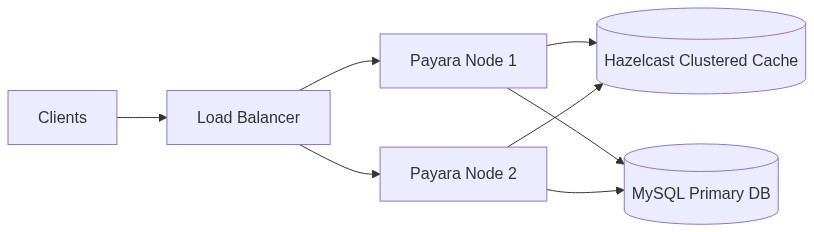 Clients
Load Balancer
Payara Node 1
Payara Node 2
Hazelcast Clustered Cache
MySQL Primary DB